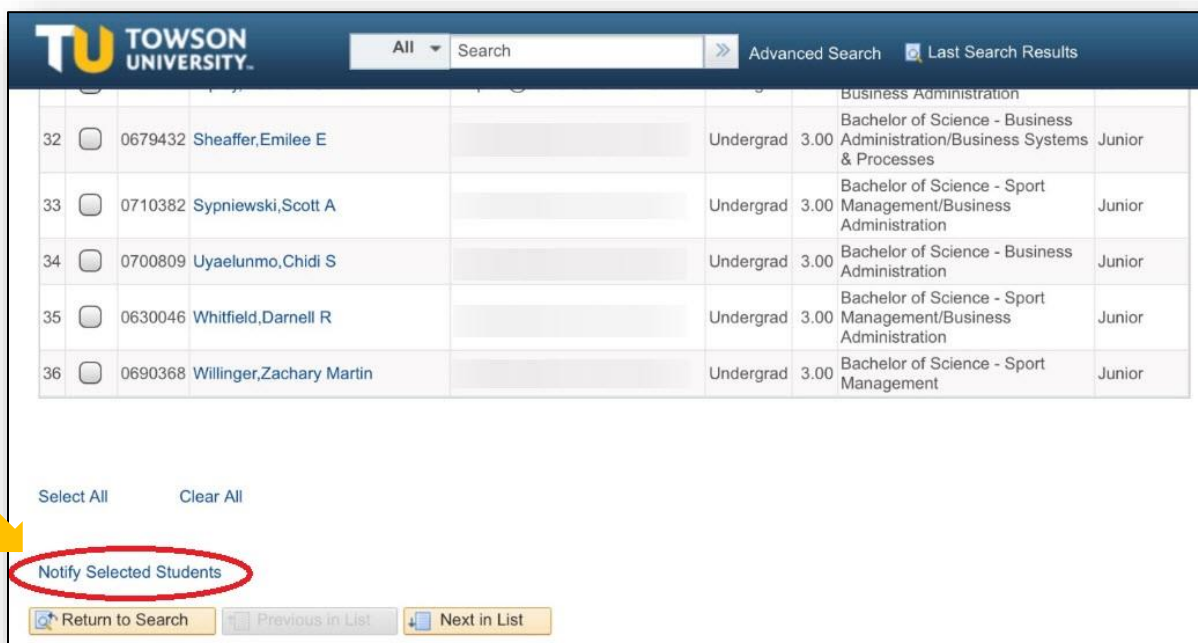 TU TOWSON
UNIVERSITY.
All Search Advanced Search Last Search Results
Business Administration
32 0679432 Sheaffer,Emilee E Undergrad 3.00 Bachelor of Science - Business Administration/Business Systems & Processes Junior
33 0710382 Sypniewski,Scott A Undergrad 3.00 Bachelor of Science - Sport Management/Business Administration Junior
34 0700809 Uyaelunmo,Chidi S Undergrad 3.00 Bachelor of Science - Business Administration Junior
35 0630046 Whitfield,Darnell R Undergrad 3.00 Bachelor of Science - Sport Management/Business Administration Junior
36 0690368 Willinger,Zachary Martin Undergrad 3.00 Bachelor of Science - Sport Management Junior
Select All Clear All
Notify Selected Students
Return to Search Previous in List Next in List